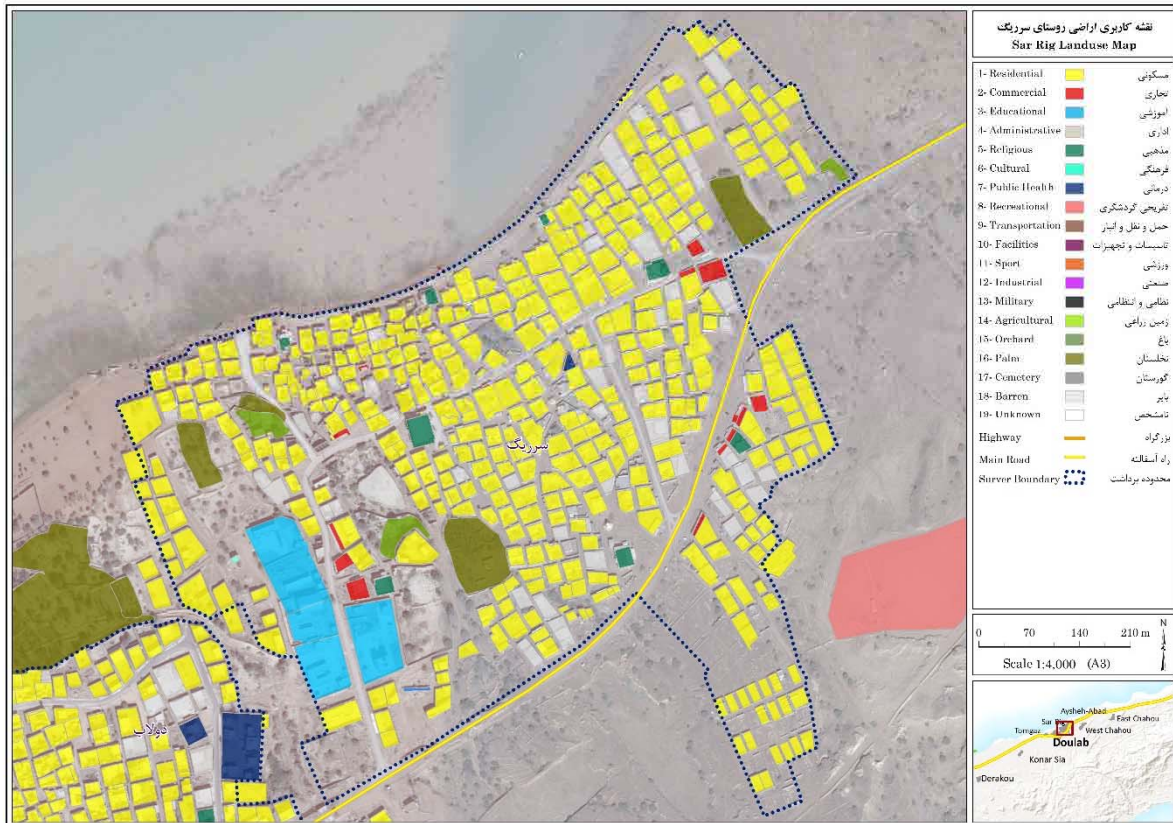 نقشه کاربری اراضی روستای سرریگ
Sar Rig Landuse Map
1- Residential مسکونی
2- Commercial تجاری
3- Educational آموزشی
4- Administrative اداری
5- Religious مذهبی
6- Cultural فرهنگی
7- Public Health درمانی
8- Recreational تفریحی گردشگری
9- Transportation حمل و نقل و انبار
10- Facilities تاسیسات و تجهیزات
11- Sport ورزشی
12- Industrial صنعتی
13- Military نظامی و انتظامی
14- Agricultural زمین زراعی
15- Orchard باغ
16- Palm نخلستان
17- Cemetery گورستان
18- Barren بایر
19- Unknown نامشخص
Highway بزرگراه
Main Road راه آسفالته
Survey Boundary محدوده برداشت
سرریگ
دولاب
N
0 70 140 210 m
Scale 1:4,000 (A3)
Aysheh-Abad
East Chahou
Sar Rig
Tomgaz
West Chahou
Doulab
Konar Sia
Derakou